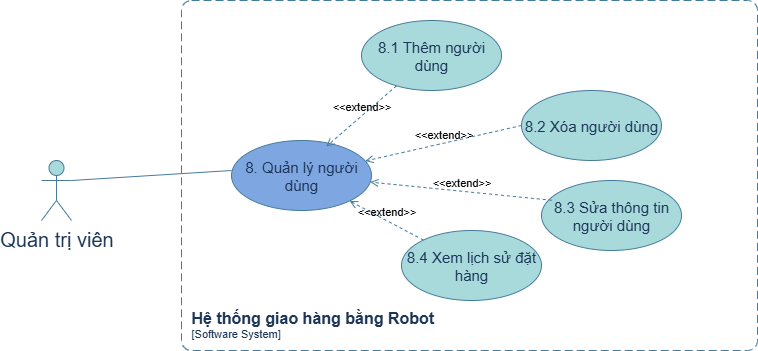 8.1 Thêm người
dùng
<<extend>>
8.2 Xóa người dùng
<<extend>>
8. Quản lý người
dùng
<<extend>>
8.3 Sửa thông tin
người dùng
<<extend>>
Quản trị viên
8.4 Xem lịch sử đặt
hàng
Hệ thống giao hàng bằng Robot
[Software System]